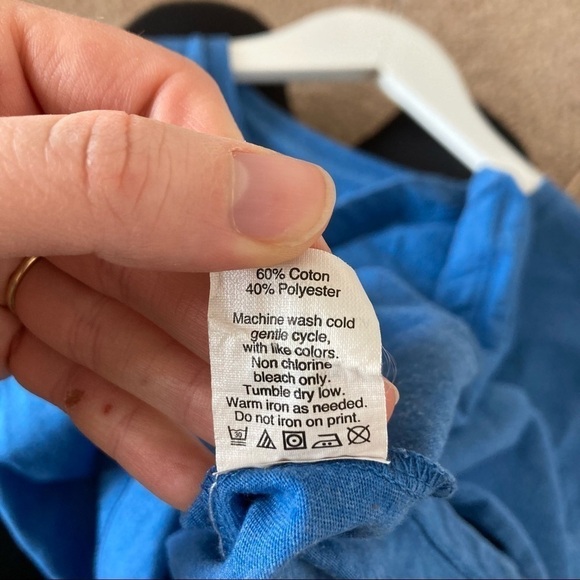 60% Coton
40% Polyester
Machine wash cold
gentle cycle,
with like colors.
Non chlorine
bleach only.
Tumble dry low.
Warm iron as needed.
Do not iron on print.